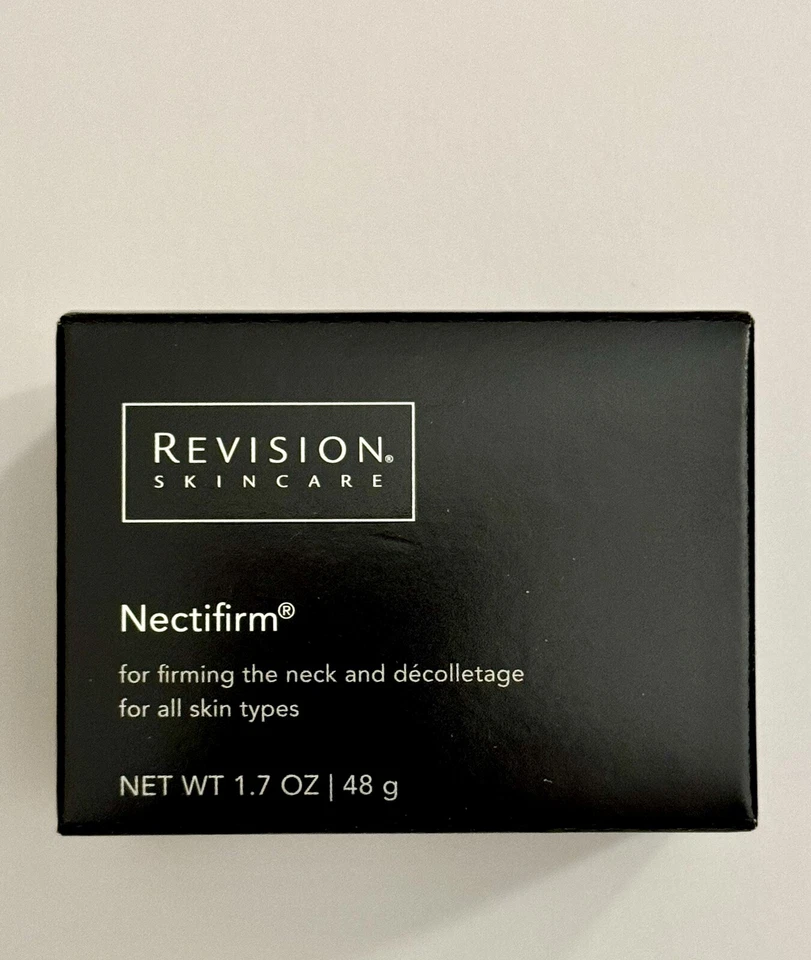 REVISION®
SKINCARE
Nectifirm®
for firming the neck and décolletage
for all skin types
NET WT 1.7 OZ | 48 g